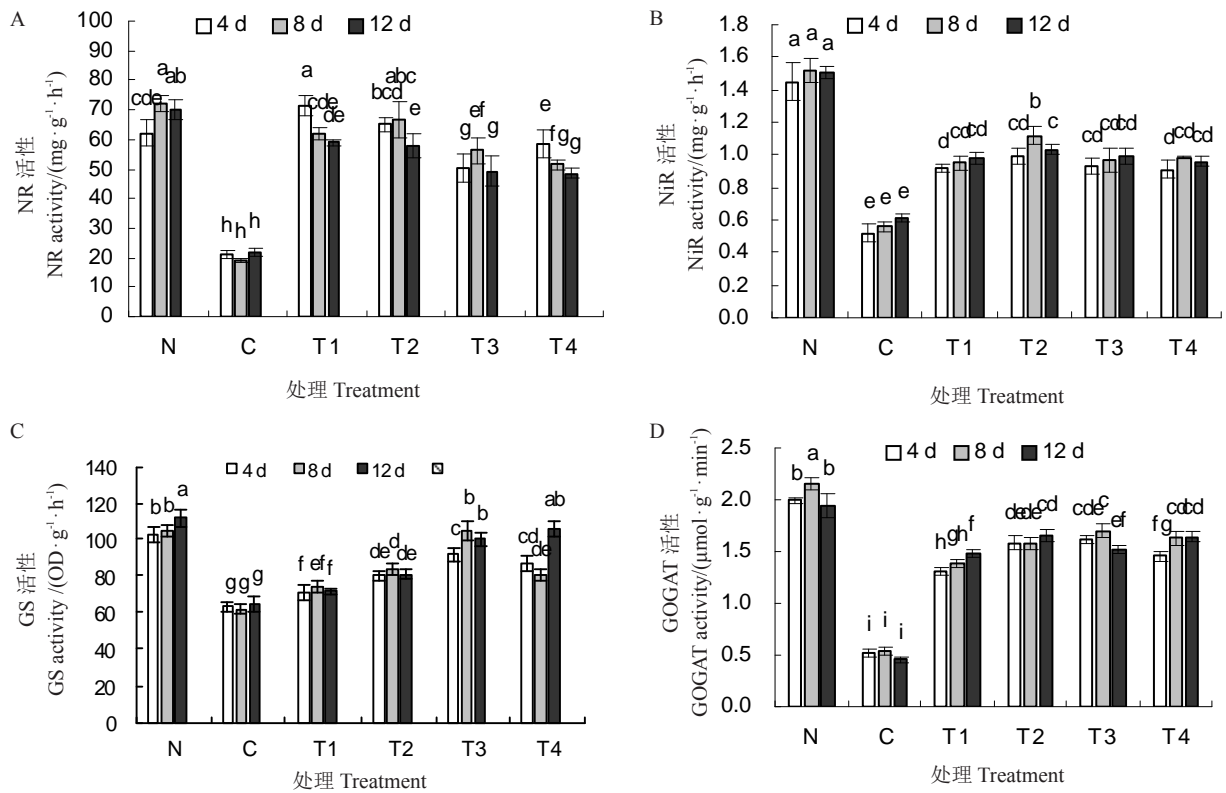 A
4 d 8 d 12 d
NR 活性
NR activity/(mg·g⁻¹·h⁻¹)
100
90
80
70
60
50
40
30
20
10
0
cde a ab
h h h
a cde de
bcd abc e
g ef g
e f g g
N C T1 T2 T3 T4
处理 Treatment
B
4 d 8 d 12 d
NiR 活性
NiR activity/(mg·g⁻¹·h⁻¹)
1.8
1.6
1.4
1.2
1.0
0.8
0.6
0.4
0.2
0.0
a a a
e e e
d cd cd
cd b c
cd cd cd
d cd cd
N C T1 T2 T3 T4
处理 Treatment
C
4 d 8 d 12 d
GS 活性
GS activity /(OD·g⁻¹·h⁻¹)
140
120
100
80
60
40
20
0
b b a
g g g
f ef f
de de de
c b b
cd de ab
N C T1 T2 T3 T4
处理 Treatment
D
4 d 8 d 12 d
GOGAT 活性
GOGAT activity/(μmol·g⁻¹·min⁻¹)
2.5
2.0
1.5
1.0
0.5
0.0
b a b
i i i
h gh f
de de cd
cde c ef
fg cd cd
N C T1 T2 T3 T4
处理 Treatment